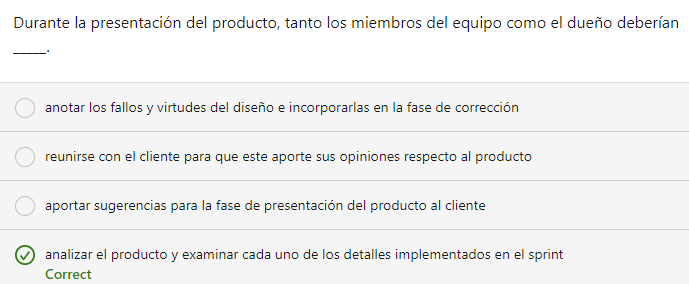 Durante la presentación del producto, tanto los miembros del equipo como el dueño deberían
_____.
anotar los fallos y virtudes del diseño e incorporarlas en la fase de corrección
reunirse con el cliente para que este aporte sus opiniones respecto al producto
aportar sugerencias para la fase de presentación del producto al cliente
analizar el producto y examinar cada uno de los detalles implementados en el sprint
Correct